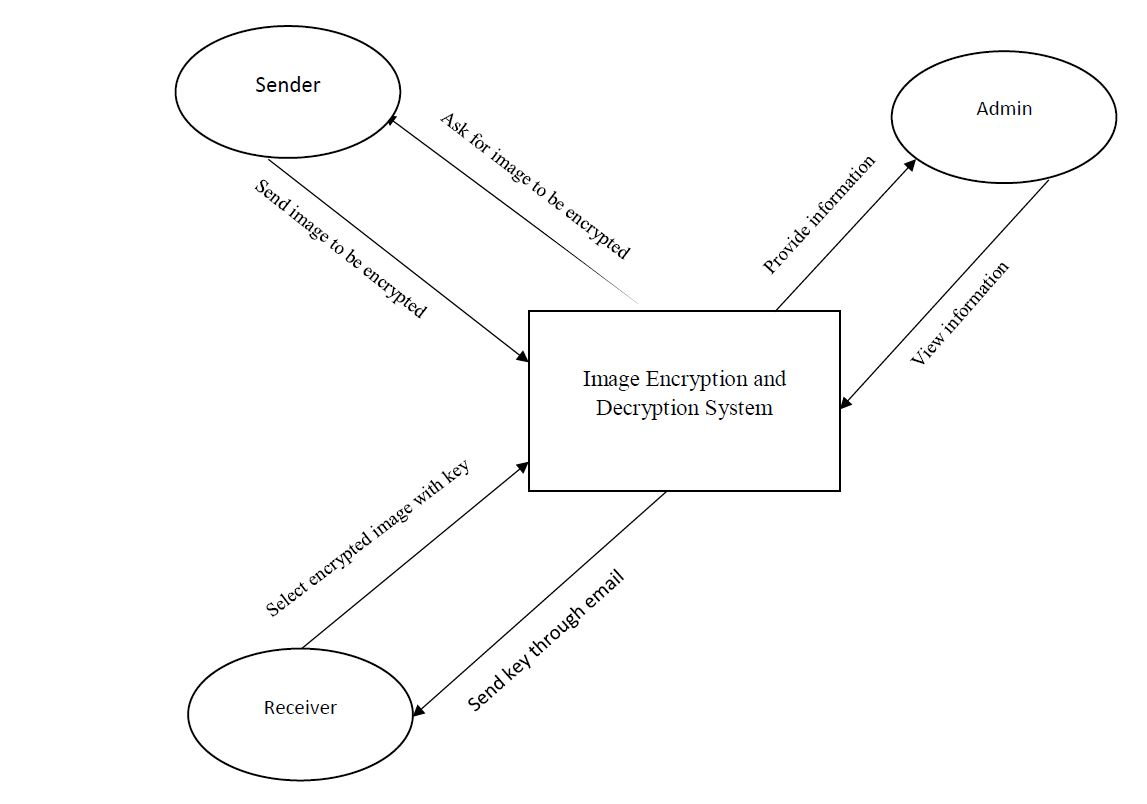 Sender
Admin
Ask for image to be encrypted
Send image to be encrypted
Provide information
View information
Image Encryption and
Decryption System
Select encrypted image with key
Send key through email
Receiver